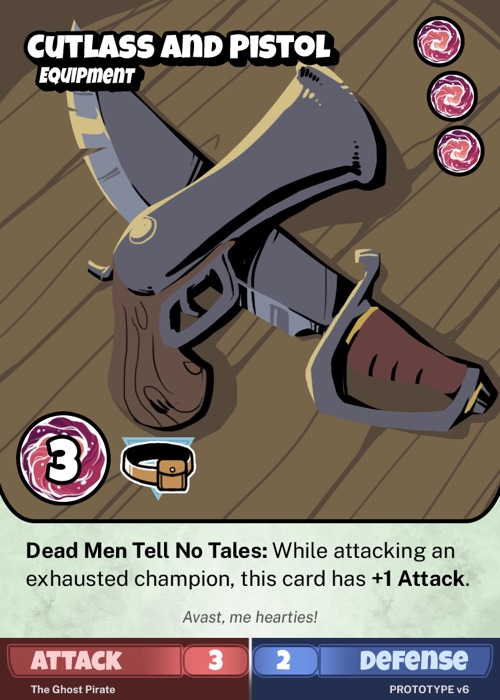 Cutlass and Pistol
Equipment
3
Dead Men Tell No Tales: While attacking an
exhausted champion, this card has +1 Attack.
Avast, me hearties!
Attack 3 2 Defense
The Ghost Pirate PROTOTYPE v6